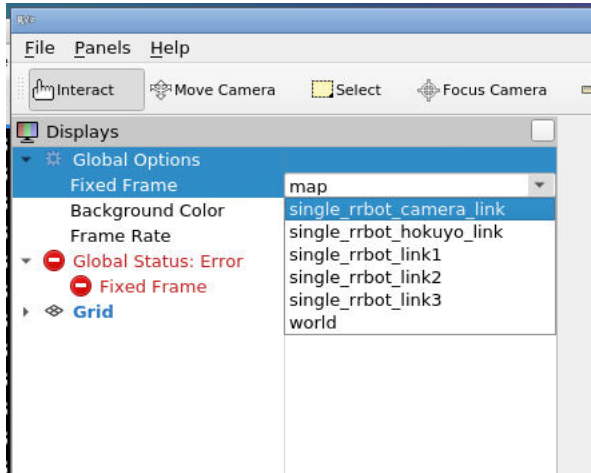 File Panels Help
Interact Move Camera Select Focus Camera
Displays
Global Options
Fixed Frame map
Background Color single_rrbot_camera_link
Frame Rate single_rrbot_hokuyo_link
Global Status: Error single_rrbot_link1
Fixed Frame single_rrbot_link2
Grid single_rrbot_link3
world